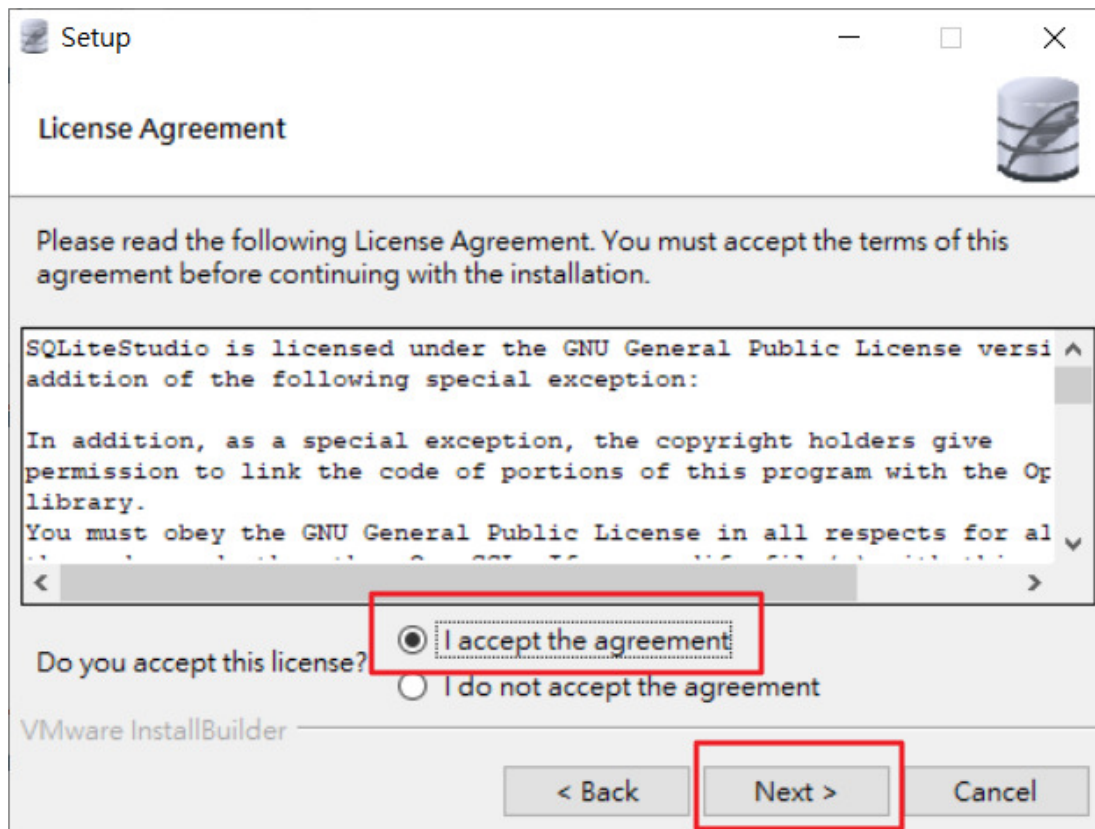 Setup
License Agreement
Please read the following License Agreement. You must accept the terms of this
agreement before continuing with the installation.
SQLiteStudio is licensed under the GNU General Public License versi
addition of the following special exception:
In addition, as a special exception, the copyright holders give
permission to link the code of portions of this program with the Op
library.
You must obey the GNU General Public License in all respects for al
Do you accept this license?
I accept the agreement
I do not accept the agreement
VMware InstallBuilder
< Back
Next >
Cancel